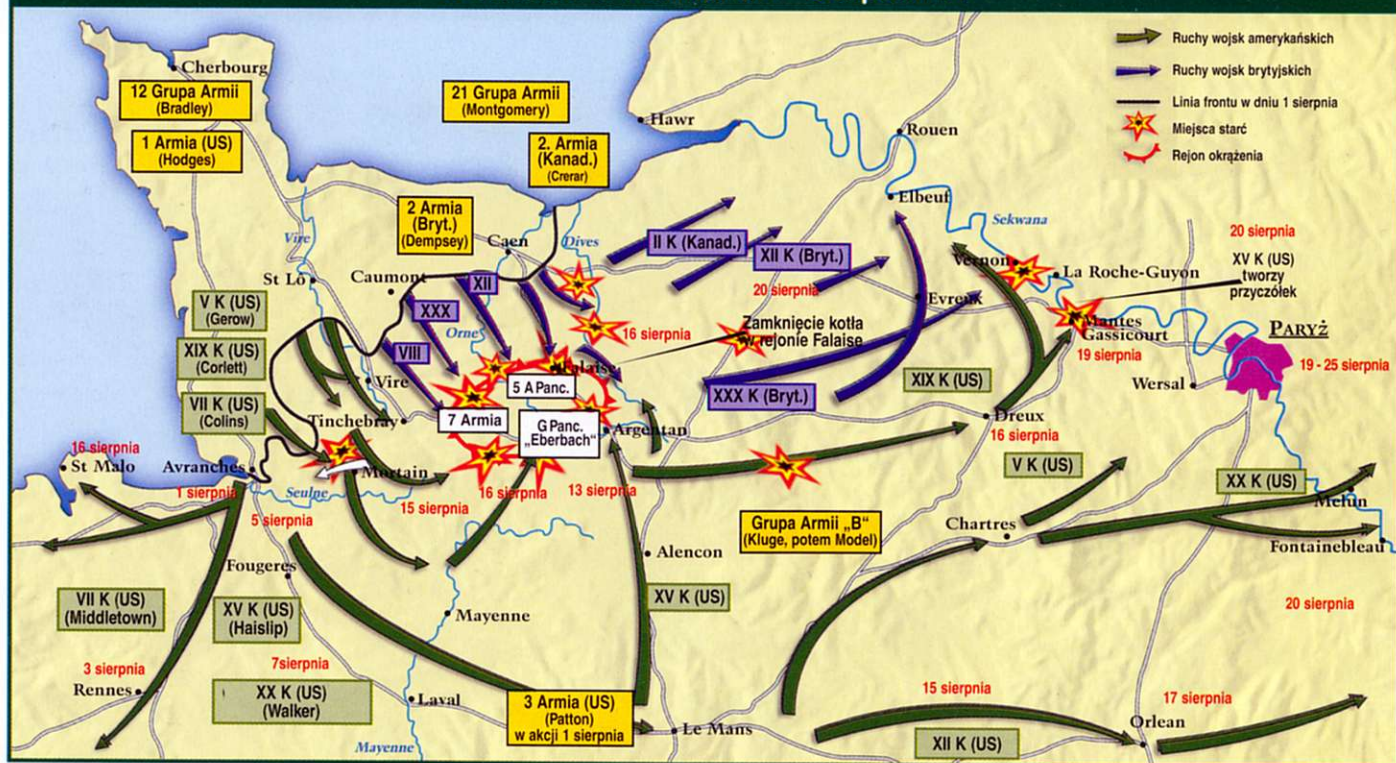 Ruchy wojsk amerykańskich
Ruchy wojsk brytyjskich
Linia frontu w dniu 1 sierpnia
Miejsca starć
Rejon okrążenia
Cherbourg
12 Grupa Armii
(Bradley)
1 Armia (US)
(Hodges)
21 Grupa Armii
(Montgomery)
2. Armia
(Kanad.)
(Crerar)
Hawr
Rouen
Elbeuf
Sekwana
2 Armia
(Bryt.)
(Dempsey)
Caen
Dives
Vire
St Lô
Caumont
XII
XXX
VIII
Orne
II K (Kanad.)
XII K (Bryt.)
20 sierpnia
Evreux
Vernon
La Roche-Guyon
20 sierpnia
XV K (US)
tworzy
przyczółek
Mantes
Gassicourt
19 sierpnia
PARYŻ
Wersal
19 - 25 sierpnia
V K (US)
(Gerow)
XIX K (US)
(Corlett)
VII K (US)
(Colins)
Vire
Tinchebray
16 sierpnia
Zamknięcie kotła
w rejonie Falaise
Falaise
5 A Panc.
7 Armia
G Panc.
„Eberbach"
Argentan
XXX K (Bryt.)
XIX K (US)
Dreux
16 sierpnia
V K (US)
16 sierpnia
St Malo
Avranches
1 sierpnia
Seulne
Mortain
5 sierpnia
15 sierpnia
16 sierpnia
13 sierpnia
XX K (US)
Melun
Fontainebleau
Chartres
Grupa Armii „B"
(Kluge, potem Model)
Alencon
Fougeres
VII K (US)
(Middletown)
XV K (US)
(Haislip)
Mayenne
XV K (US)
20 sierpnia
3 sierpnia
Rennes
7sierpnia
XX K (US)
(Walker)
Laval
Mayenne
3 Armia (US)
(Patton)
w akcji 1 sierpnia
Le Mans
15 sierpnia
XII K (US)
17 sierpnia
Orlean